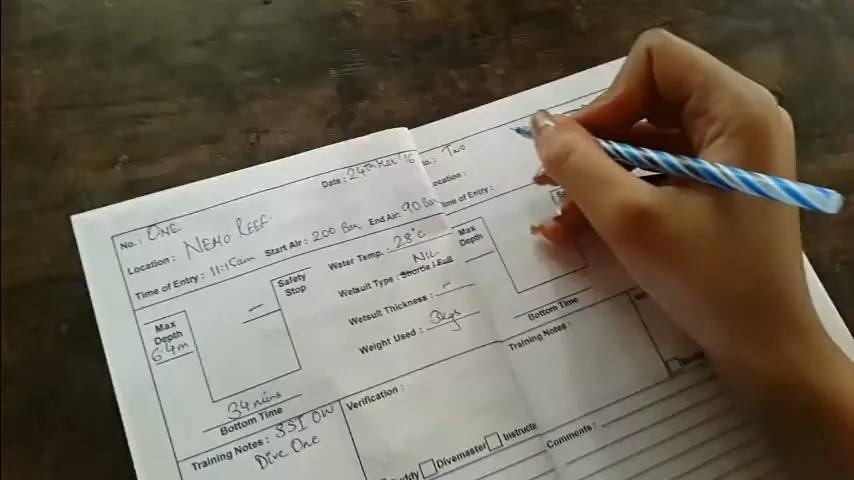 Date: 24th Mar '16
No.: ONE
Location: NEMO REEF
Time of Entry: 11:15am Start Air: 200 Bar End Air: 90 Bar
Safety Stop
Water Temp.: 28°C
NIL
Wetsuit Type: Shortie / Full
Wetsuit Thickness: -
Weight Used: 3kgs
Max Depth
6.4m
34 mins
Bottom Time
Training Notes: SSI OW
Dive One
Verification:
Divemaster
No.: Two
Location:
Time of Entry:
Max Depth
Bottom Time
Training Notes:
Comments: